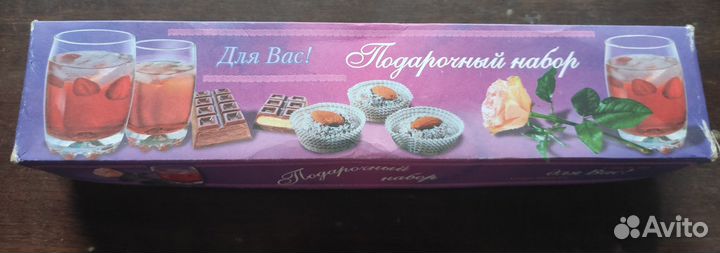 Для Вас!
Подарочный набор
Подарочный
набор
Для Вас!
Avito